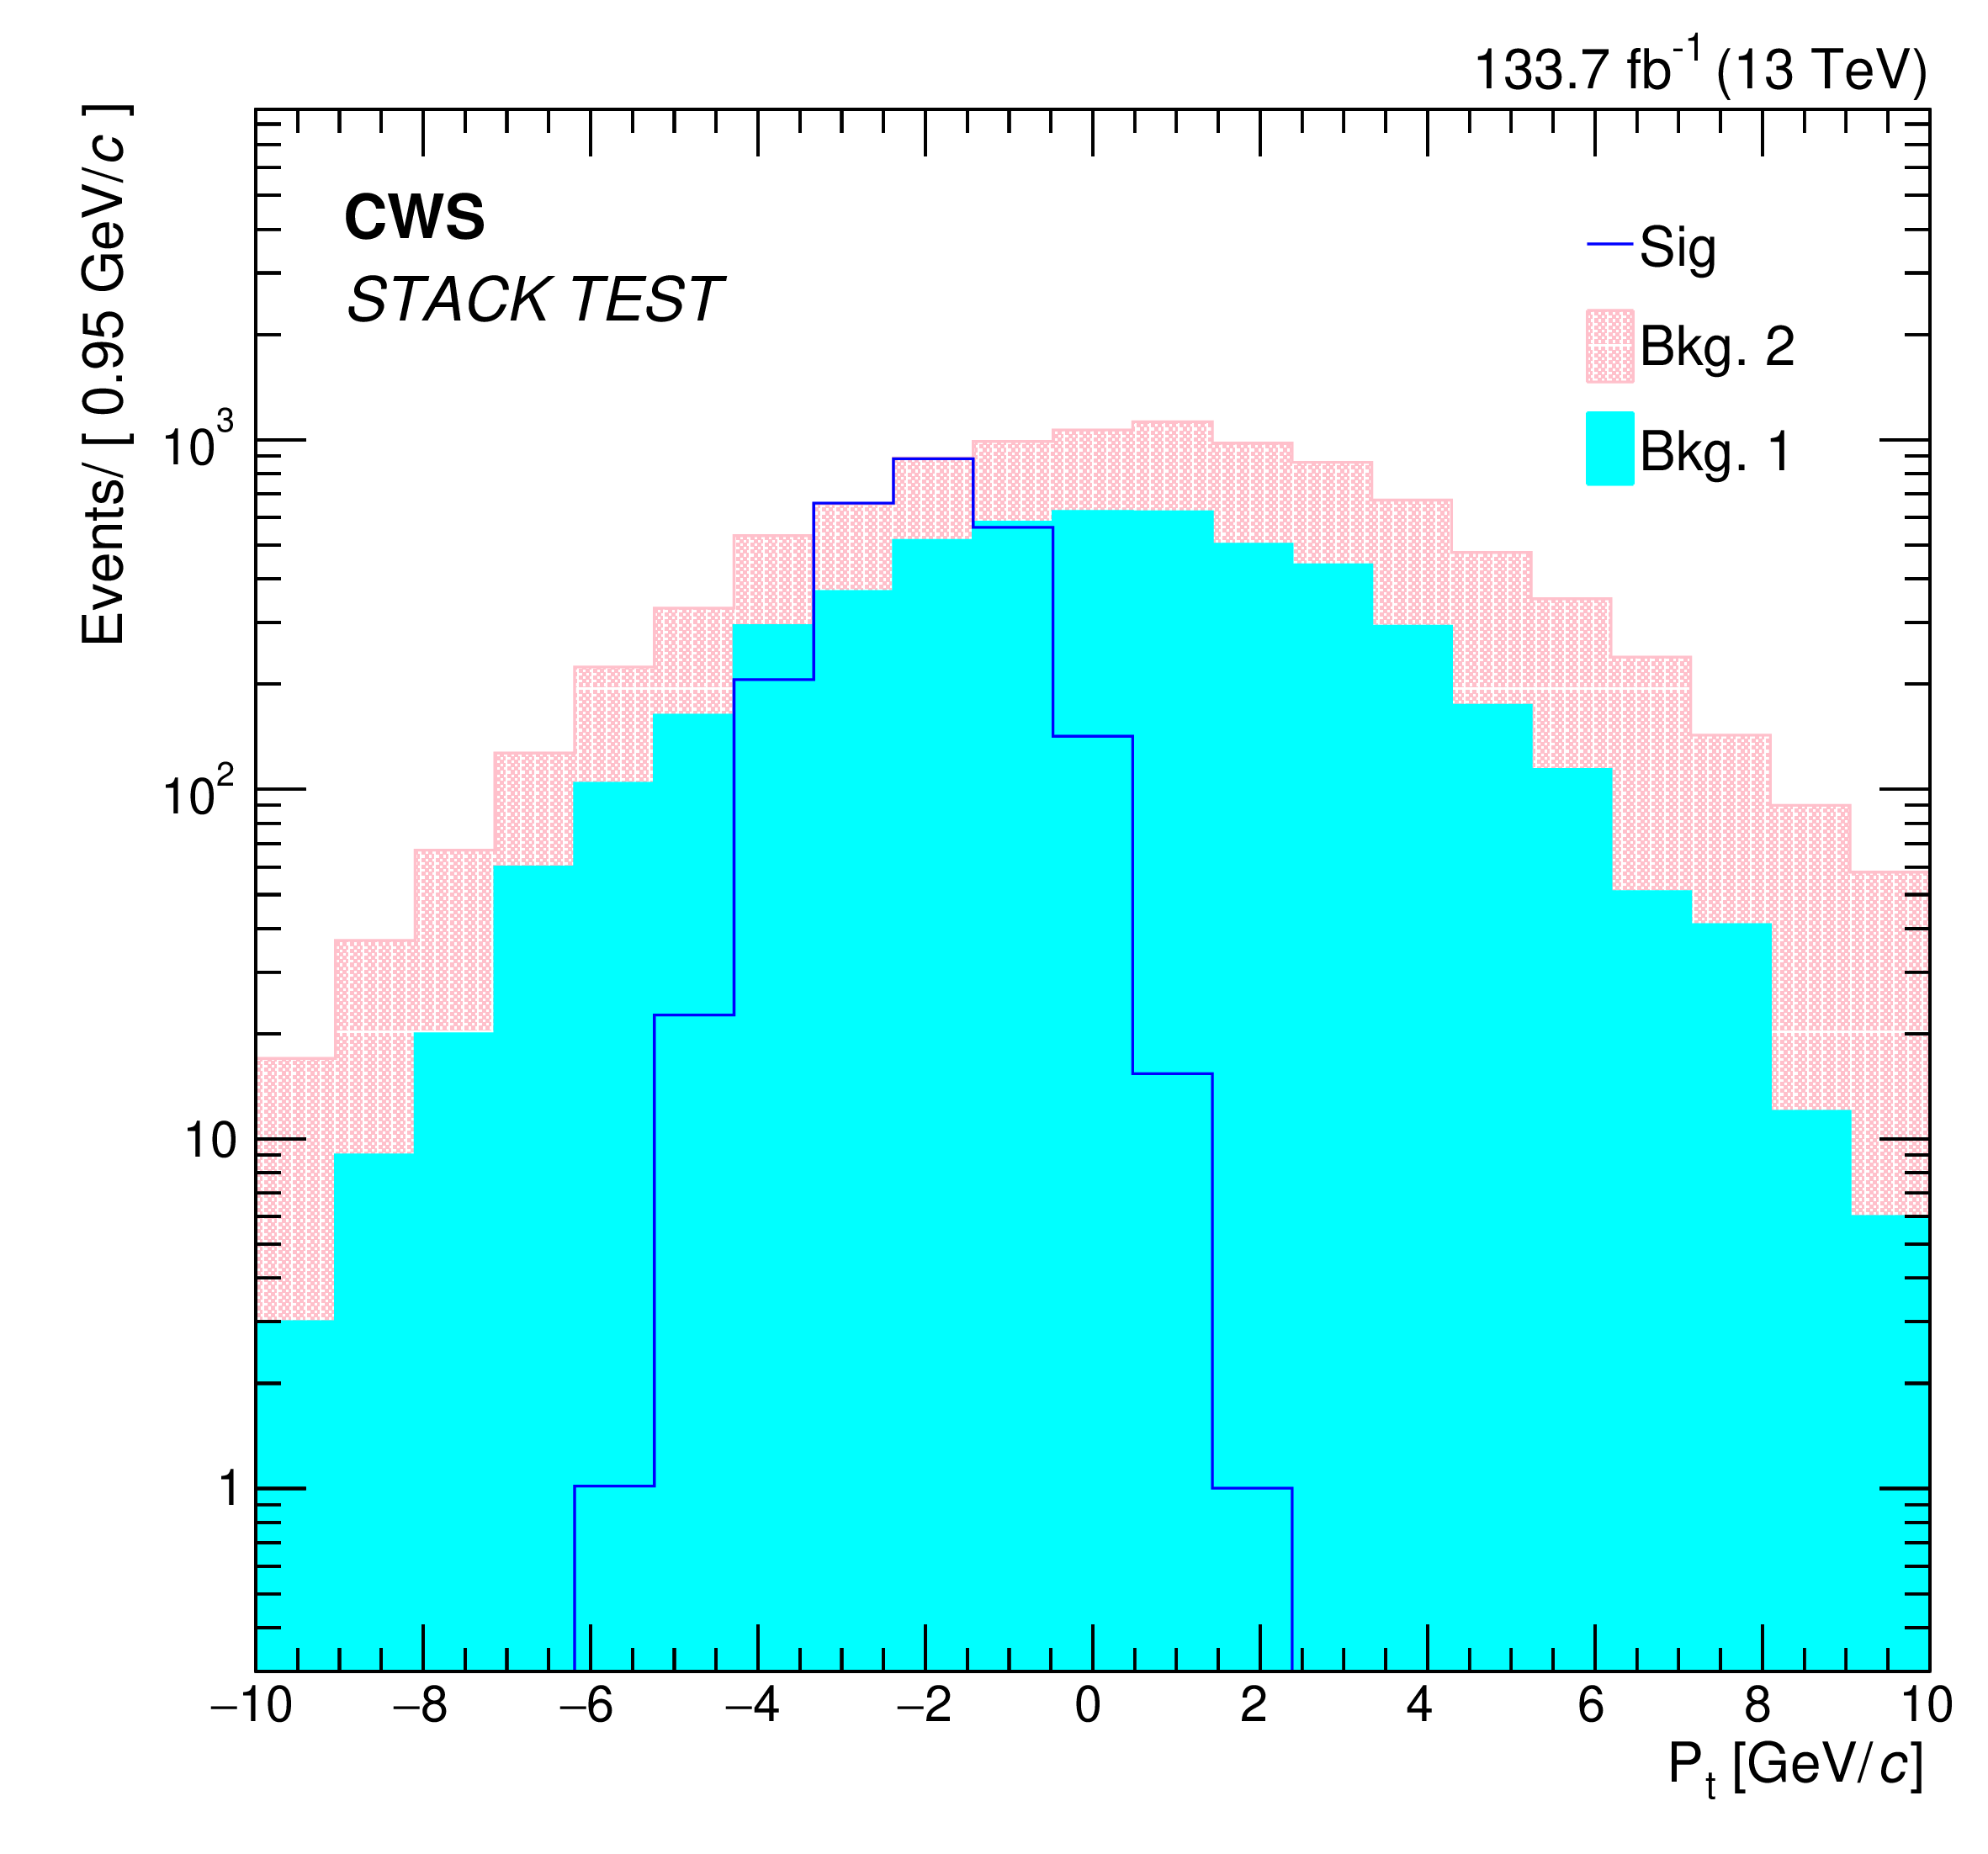 133.7 fb⁻¹ (13 TeV)
Events/ [ 0.95 GeV/c ]
CWS
STACK TEST
Sig
Bkg. 2
Bkg. 1
10³
10²
10
1
−10 −8 −6 −4 −2 0 2 4 6 8 10
Pₜ [GeV/c]